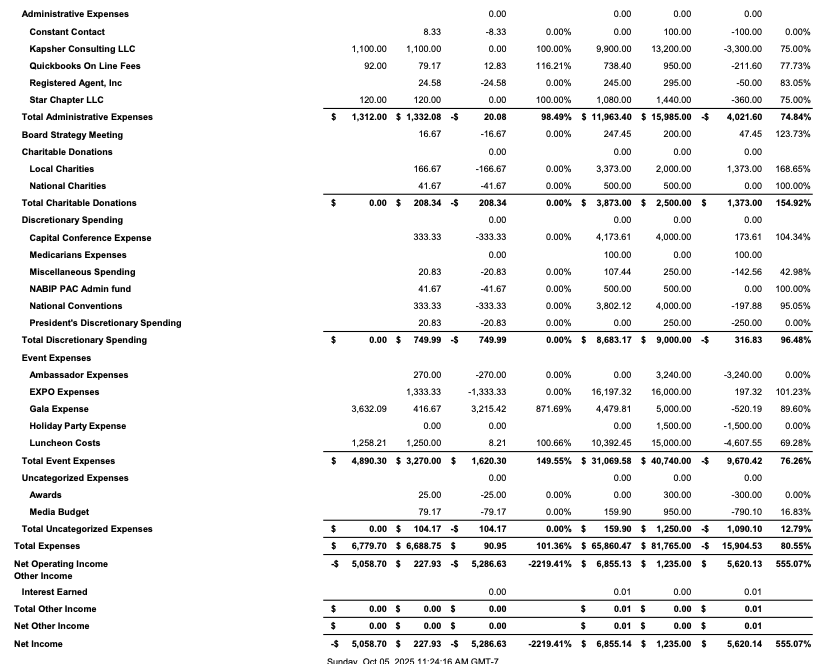 Administrative Expenses 0.00 0.00 0.00 0.00
Constant Contact 8.33 -8.33 0.00% 0.00 100.00 -100.00 0.00%
Kapsher Consulting LLC 1,100.00 1,100.00 0.00 100.00% 9,900.00 13,200.00 -3,300.00 75.00%
Quickbooks On Line Fees 92.00 79.17 12.83 116.21% 738.40 950.00 -211.60 77.73%
Registered Agent, Inc 24.58 -24.58 0.00% 245.00 295.00 -50.00 83.05%
Star Chapter LLC 120.00 120.00 0.00 100.00% 1,080.00 1,440.00 -360.00 75.00%
Total Administrative Expenses $ 1,312.00 $ 1,332.08 -$ 20.08 98.49% $ 11,963.40 $ 15,985.00 -$ 4,021.60 74.84%
Board Strategy Meeting 16.67 -16.67 0.00% 247.45 200.00 47.45 123.73%
Charitable Donations 0.00 0.00 0.00 0.00
Local Charities 166.67 -166.67 0.00% 3,373.00 2,000.00 1,373.00 168.65%
National Charities 41.67 -41.67 0.00% 500.00 500.00 0.00 100.00%
Total Charitable Donations $ 0.00 $ 208.34 -$ 208.34 0.00% $ 3,873.00 $ 2,500.00 $ 1,373.00 154.92%
Discretionary Spending 0.00 0.00 0.00 0.00
Capital Conference Expense 333.33 -333.33 0.00% 4,173.61 4,000.00 173.61 104.34%
Medicarians Expenses 0.00 100.00 0.00 100.00
Miscellaneous Spending 20.83 -20.83 0.00% 107.44 250.00 -142.56 42.98%
NABIP PAC Admin fund 41.67 -41.67 0.00% 500.00 500.00 0.00 100.00%
National Conventions 333.33 -333.33 0.00% 3,802.12 4,000.00 -197.88 95.05%
President's Discretionary Spending 20.83 -20.83 0.00% 0.00 250.00 -250.00 0.00%
Total Discretionary Spending $ 0.00 $ 749.99 -$ 749.99 0.00% $ 8,683.17 $ 9,000.00 -$ 316.83 96.48%
Event Expenses 0.00 0.00 0.00 0.00
Ambassador Expenses 270.00 -270.00 0.00% 0.00 3,240.00 -3,240.00 0.00%
EXPO Expenses 1,333.33 -1,333.33 0.00% 16,197.32 16,000.00 197.32 101.23%
Gala Expense 3,632.09 416.67 3,215.42 871.69% 4,479.81 5,000.00 -520.19 89.60%
Holiday Party Expense 0.00 0.00 0.00 1,500.00 -1,500.00 0.00%
Luncheon Costs 1,258.21 1,250.00 8.21 100.66% 10,392.45 15,000.00 -4,607.55 69.28%
Total Event Expenses $ 4,890.30 $ 3,270.00 $ 1,620.30 149.55% $ 31,069.58 $ 40,740.00 -$ 9,670.42 76.26%
Uncategorized Expenses 0.00 0.00 0.00 0.00
Awards 25.00 -25.00 0.00% 0.00 300.00 -300.00 0.00%
Media Budget 79.17 -79.17 0.00% 159.90 950.00 -790.10 16.83%
Total Uncategorized Expenses $ 0.00 $ 104.17 -$ 104.17 0.00% $ 159.90 $ 1,250.00 -$ 1,090.10 12.79%
Total Expenses $ 6,779.70 $ 6,688.75 $ 90.95 101.36% $ 65,860.47 $ 81,765.00 -$ 15,904.53 80.55%
Net Operating Income -$ 5,058.70 $ 227.93 -$ 5,286.63 -2219.41% $ 6,855.13 $ 1,235.00 $ 5,620.13 555.07%
Other Income
Interest Earned 0.00 0.01 0.00 0.01
Total Other Income $ 0.00 $ 0.00 $ 0.00 $ 0.01 $ 0.00 $ 0.01
Net Other Income $ 0.00 $ 0.00 $ 0.00 $ 0.01 $ 0.00 $ 0.01
Net Income -$ 5,058.70 $ 227.93 -$ 5,286.63 -2219.41% $ 6,855.14 $ 1,235.00 $ 5,620.14 555.07%
Sunday, Oct 05, 2025 11:24:16 AM GMT-7